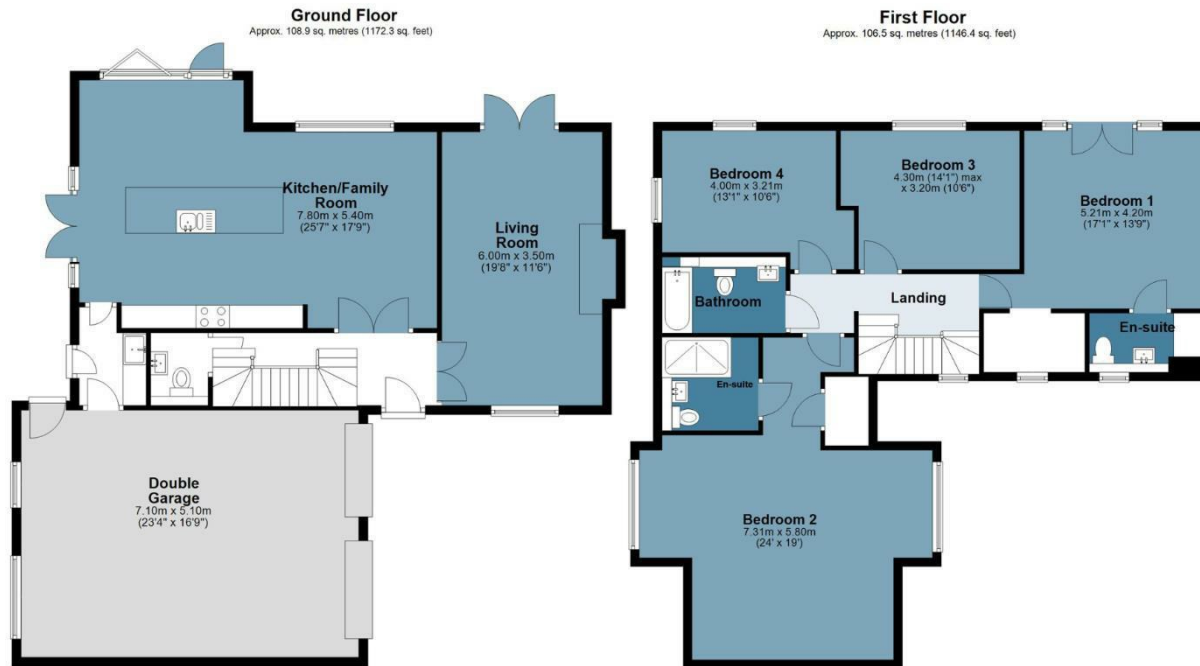 Ground Floor
Approx. 108.9 sq. metres (1172.3 sq. feet)
Kitchen/Family
Room
7.80m x 5.40m
(25'7" x 17'9")
Living
Room
6.00m x 3.50m
(19'8" x 11'6")
Double
Garage
7.10m x 5.10m
(23'4" x 16'9")
First Floor
Approx. 106.5 sq. metres (1146.4 sq. feet)
Bedroom 4
4.00m x 3.21m
(13'1" x 10'6")
Bedroom 3
4.30m (14'1") max
x 3.20m (10'6")
Bedroom 1
5.21m x 4.20m
(17'1" x 13'9")
Bathroom
Landing
En-suite
En-suite
Bedroom 2
7.31m x 5.80m
(24' x 19')